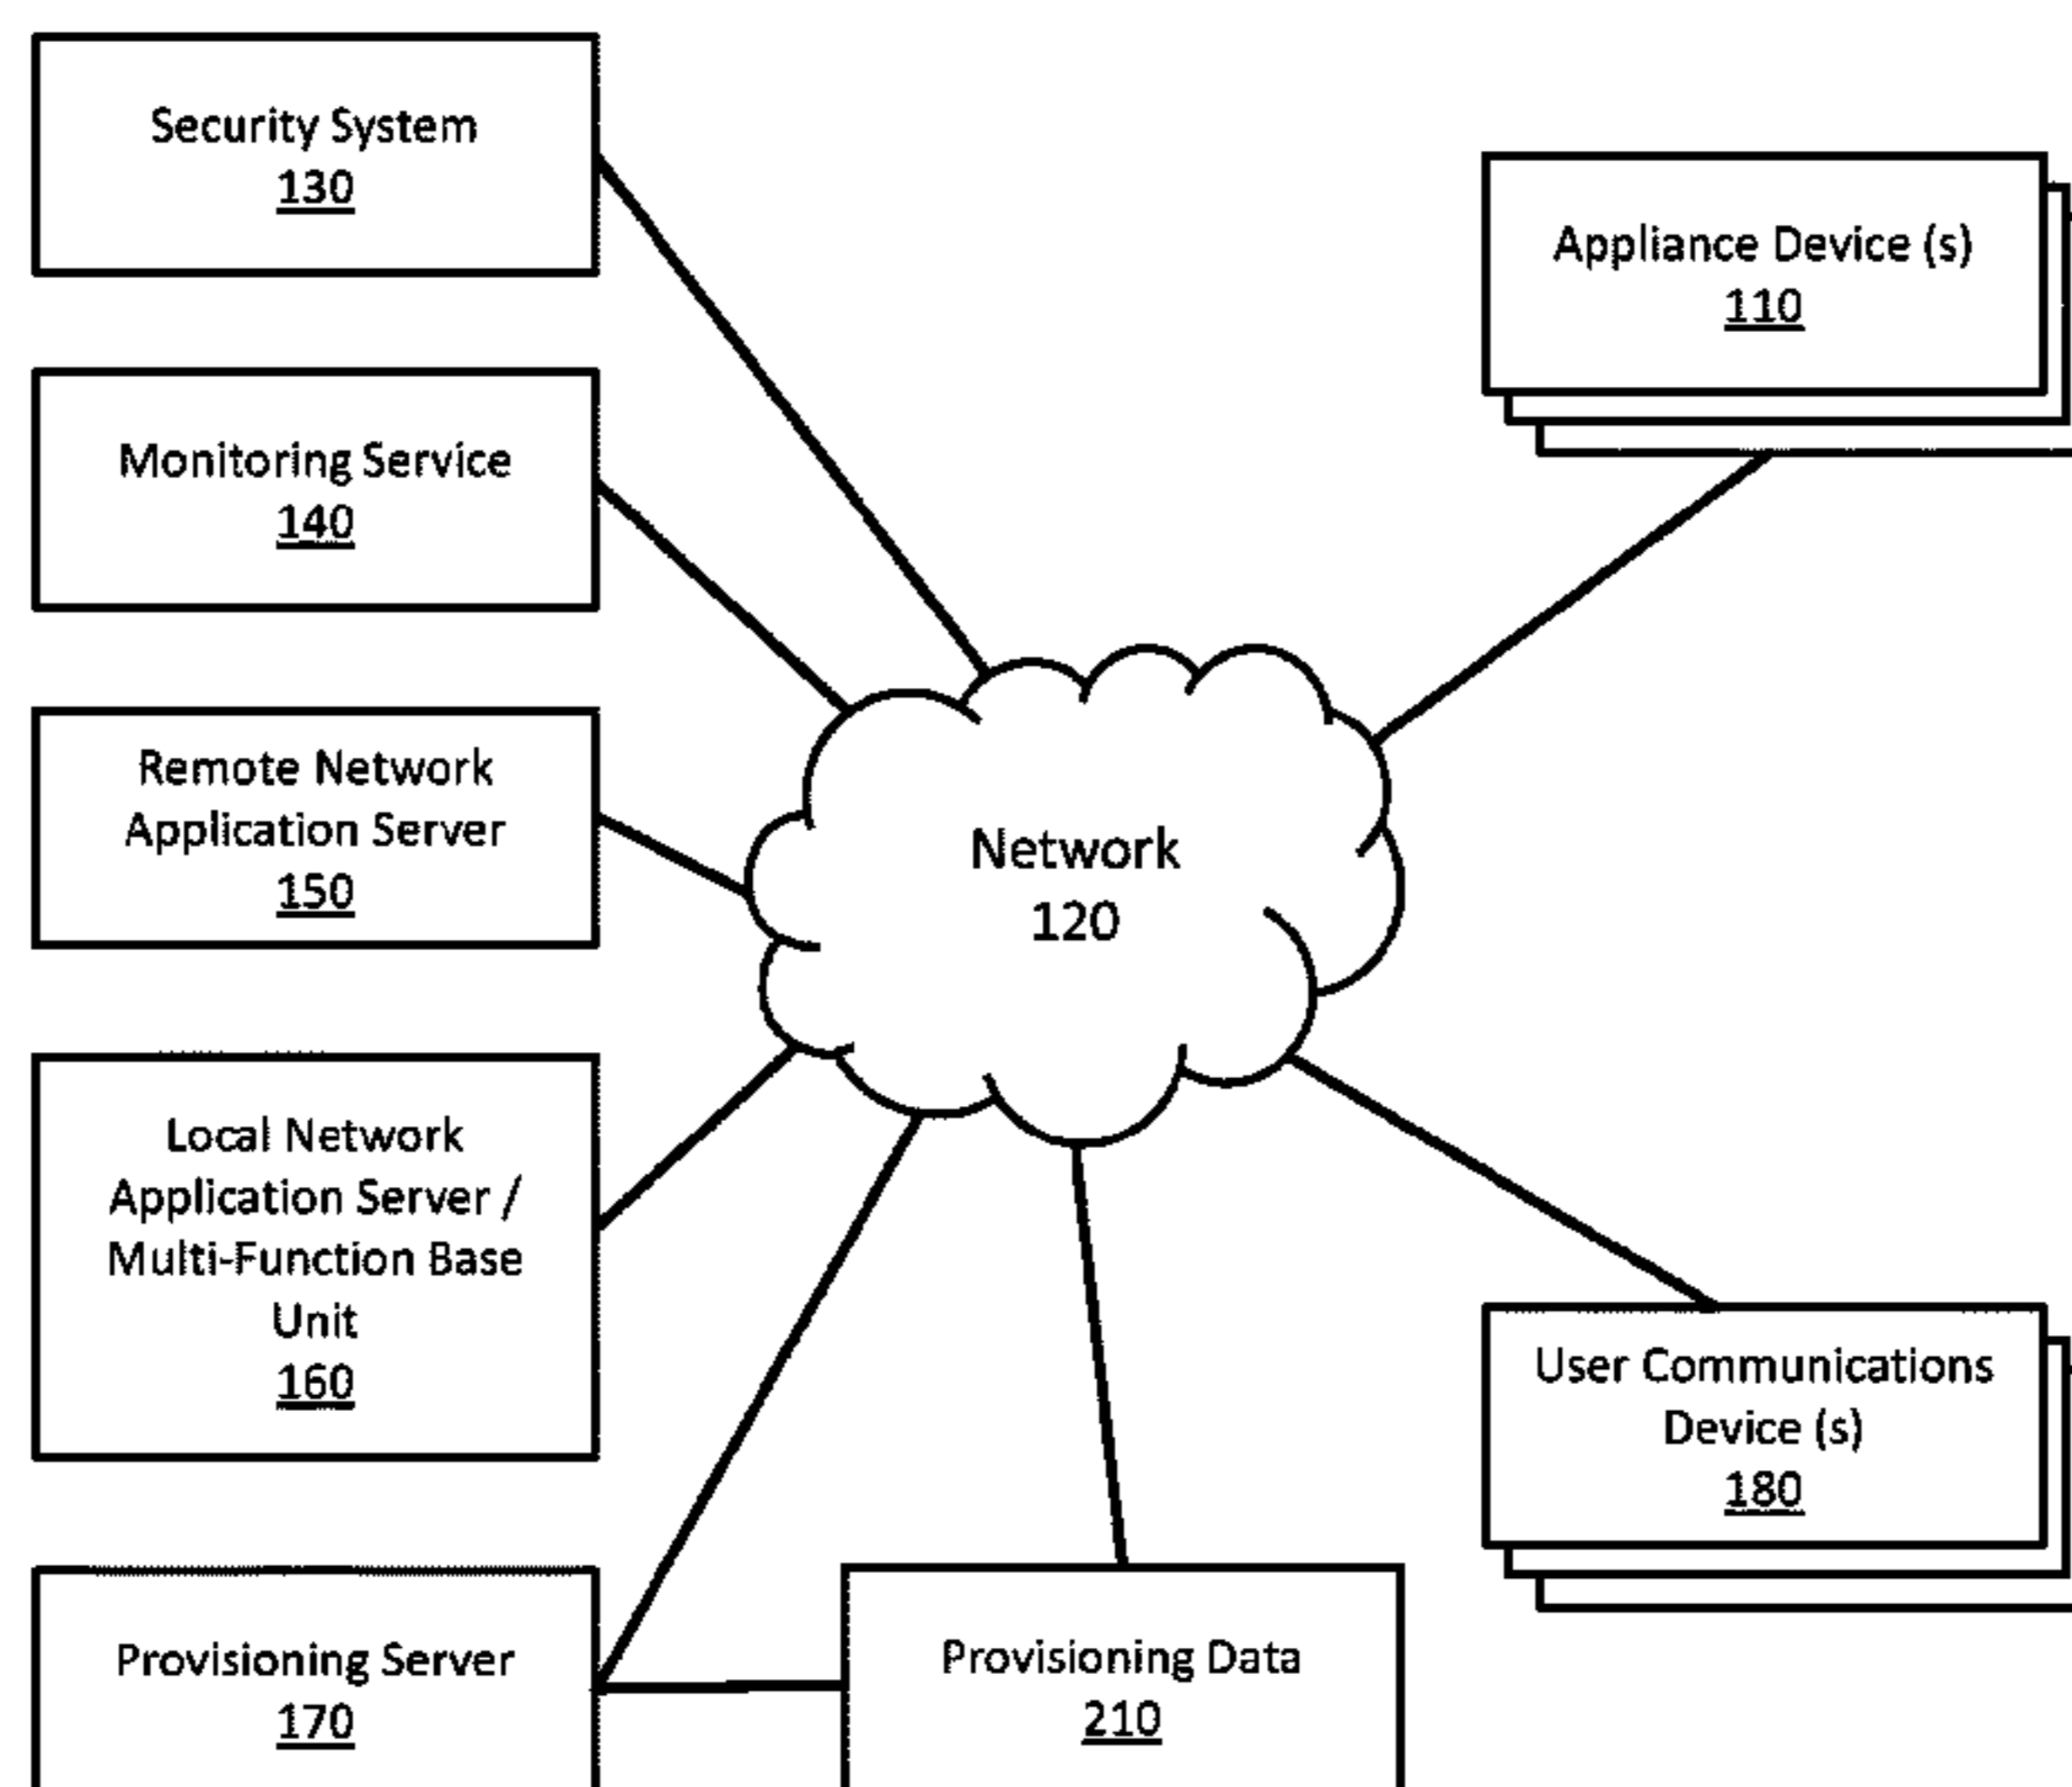 Security System
130
Appliance Device (s)
110
Monitoring Service
140
Remote Network
Application Server
150
Network
120
Local Network
Application Server /
Multi-Function Base
Unit
160
User Communications
Device (s)
180
Provisioning Server
170
Provisioning Data
210